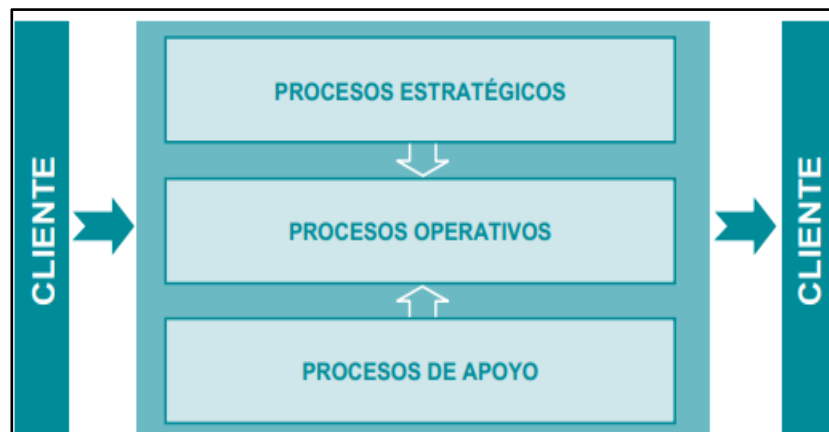 CLIENTE
PROCESOS ESTRATÉGICOS
PROCESOS OPERATIVOS
PROCESOS DE APOYO
CLIENTE